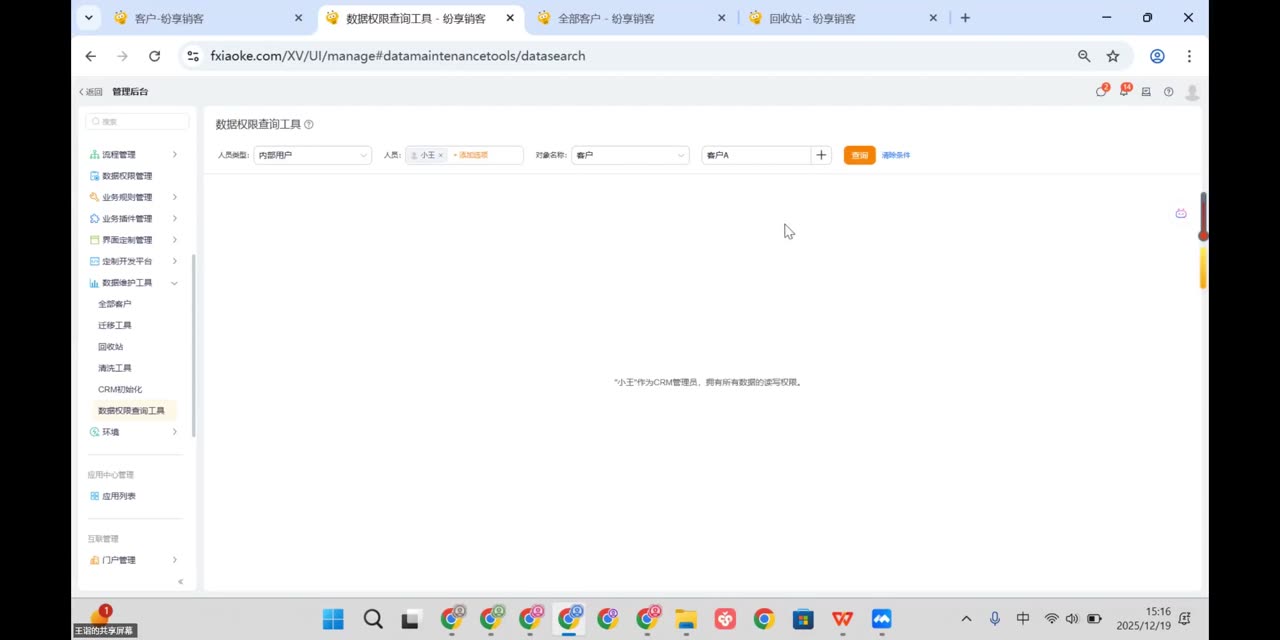 客户-纷享销客
数据权限查询工具 - 纷享销客
全部客户 - 纷享销客
回收站 - 纷享销客
fxiaoke.com/XV/UI/manage#datamaintenancetools/datasearch
返回 管理后台
2
14
搜索
流程管理
数据权限管理
业务规则管理
业务插件管理
界面定制管理
定制开发平台
数据维护工具
全部客户
迁移工具
回收站
清洗工具
CRM初始化
数据权限查询工具
环境
应用中心管理
应用列表
互联管理
门户管理
数据权限查询工具
人员类型: 内部用户 人员: 小王 × + 添加选项 对象名称: 客户 客户A 查询 清除条件
"小王"作为CRM管理员，拥有所有数据的读写权限。
1
王诣的共享屏幕
中
15:16
2025/12/19